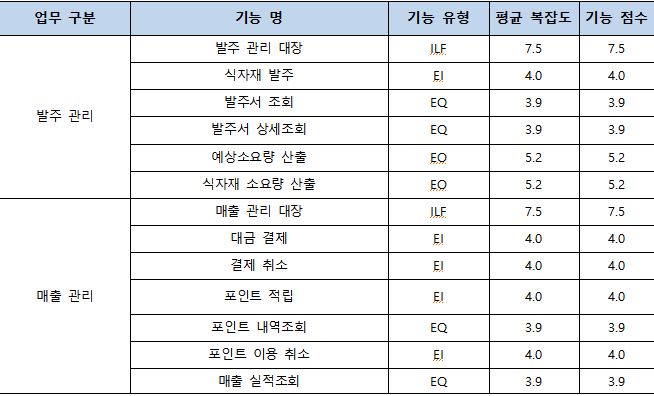 업무 구분 기능 명 기능 유형 평균 복잡도 기능 점수
발주 관리 대장 ILF 7.5 7.5
식자재 발주 EI 4.0 4.0
발주서 조회 EQ 3.9 3.9
발주 관리
발주서 상세조회 EQ 3.9 3.9
예상소요량 산출 EO 5.2 5.2
식자재 소요량 산출 EO 5.2 5.2
매출 관리 대장 ILF 7.5 7.5
대금 결제 EI 4.0 4.0
결제 취소 EI 4.0 4.0
매출 관리 포인트 적립 EI 4.0 4.0
포인트 내역조회 EQ 3.9 3.9
포인트 이용 취소 EI 4.0 4.0
매출 실적조회 EQ 3.9 3.9